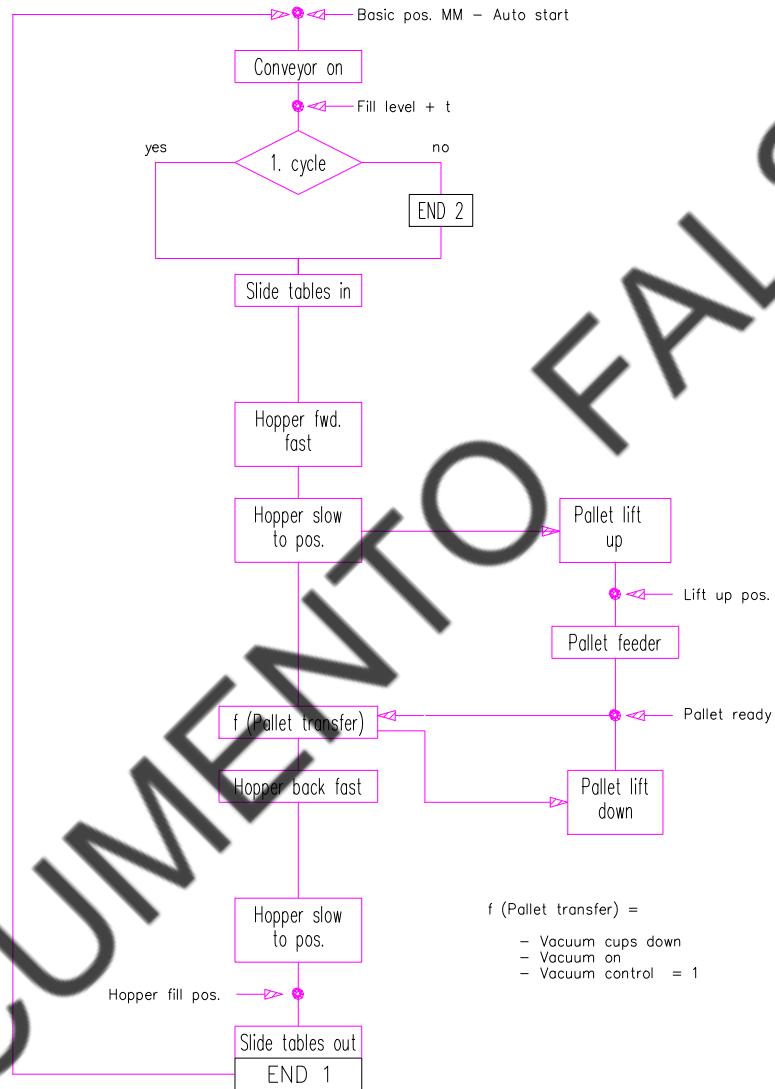 Basic pos. MM - Auto start
Conveyor on
Fill level + t
yes
no
1. cycle
END 2
Slide tables in
Hopper fwd.
fast
Hopper slow
to pos.
Pallet lift
up
Lift up pos.
Pallet feeder
Pallet ready
f (Pallet transfer)
Hopper back fast
Pallet lift
down
Hopper slow
to pos.
f (Pallet transfer) =
- Vacuum cups down
- Vacuum on
- Vacuum control = 1
Hopper fill pos.
Slide tables out
END 1
CUMENTO FALS